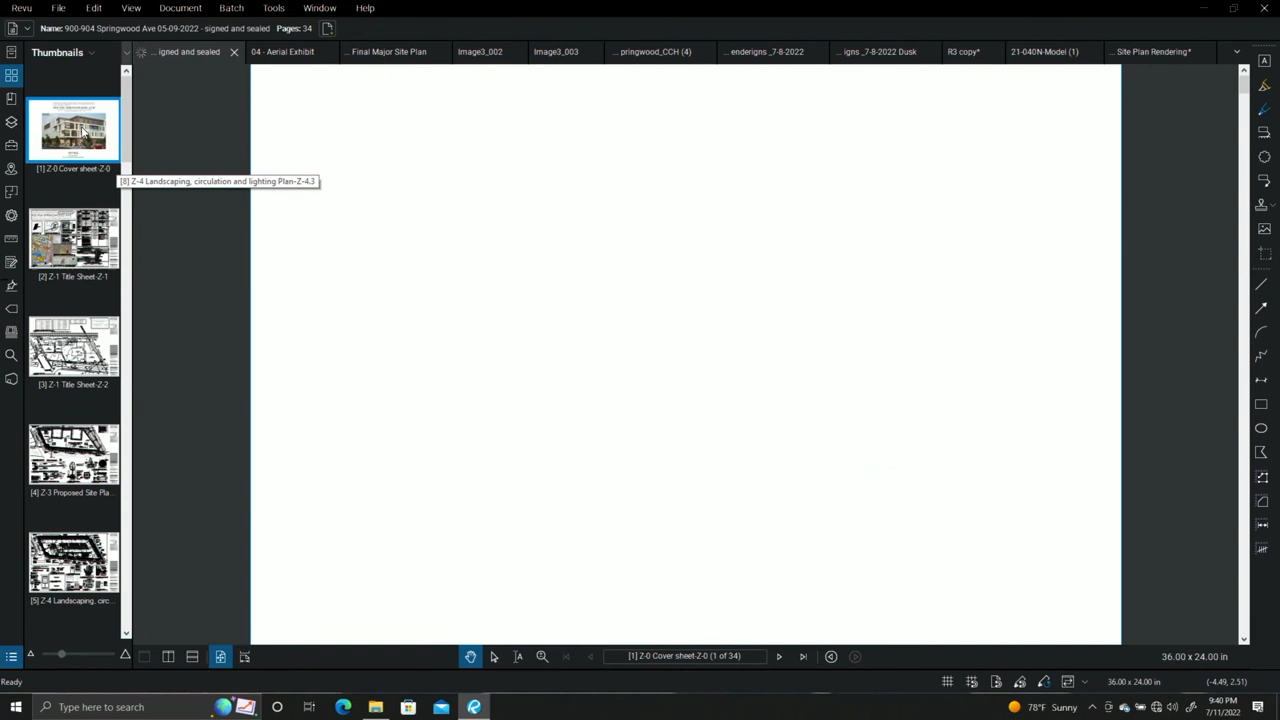 Revu File Edit View Document Batch Tools Window Help
Name: 900-904 Springwood Ave 05-09-2022 - signed and sealed Pages: 34
Thumbnails
... igned and sealed
04 - Aerial Exhibit
... Final Major Site Plan
Image3_002
Image3_003
... pringwood_CCH (4)
... enderigns _7-8-2022
... igns _7-8-2022 Dusk
R3 copy*
21-040N-Model (1)
... Site Plan Rendering*
[1] Z-0 Cover sheet-Z-0
[8] Z-4 Landscaping, circulation and lighting Plan-Z-4.3
[2] Z-1 Title Sheet-Z-1
[3] Z-1 Title Sheet-Z-2
[4] Z-3 Proposed Site Pla...
[5] Z-4 Landscaping, circ...
[1] Z-0 Cover sheet-Z-0 (1 of 34)
36.00 x 24.00 in
Ready
36.00 x 24.00 in
(-4.49, 2.51)
Type here to search
78°F Sunny
9:40 PM
7/11/2022